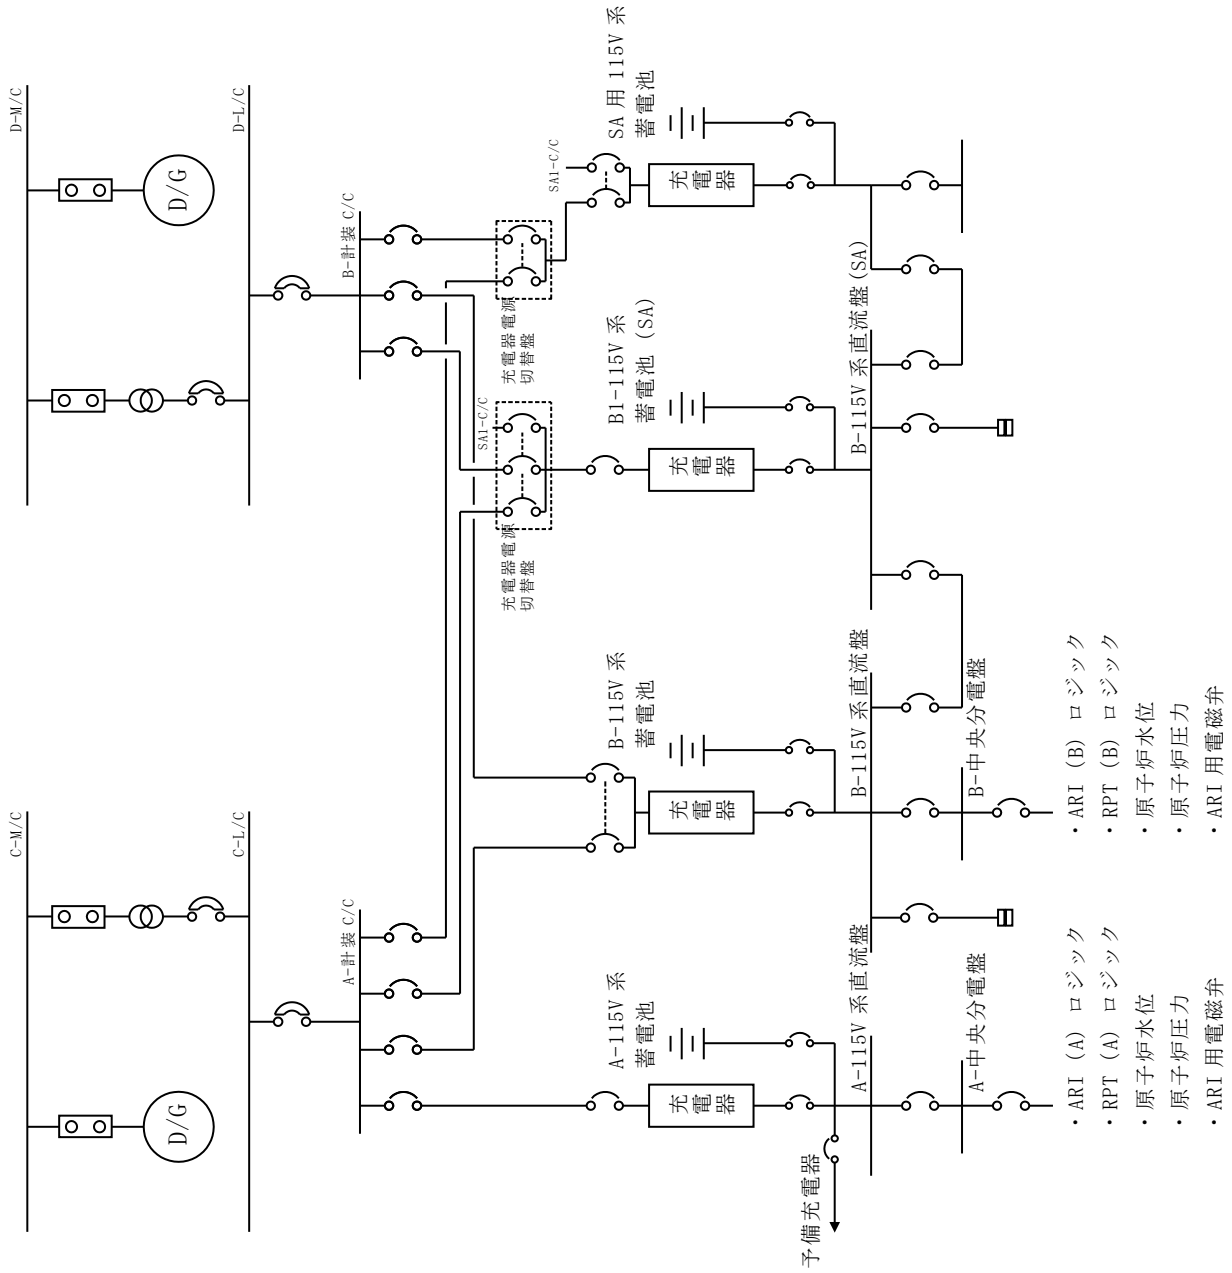 C-M/C
D-M/C
D/G
D/G
C-L/C
D-L/C
A-計装 C/C
B-計装 C/C
充電器電源
切替盤
SA1-C/C
充電器電源
切替盤
SA1-C/C
A-115V 系
蓄電池
B-115V 系
蓄電池
B1-115V 系
蓄電池 (SA)
SA 用 115V 系
蓄電池
充電器
充電器
充電器
充電器
予備充電器
A-115V 系直流盤
B-115V 系直流盤
B-115V 系直流盤(SA)
A-中央分電盤
B-中央分電盤
・ARI (A) ロジック
・RPT (A) ロジック
・原子炉水位
・原子炉圧力
・ARI 用電磁弁
・ARI (B) ロジック
・RPT (B) ロジック
・原子炉水位
・原子炉圧力
・ARI 用電磁弁